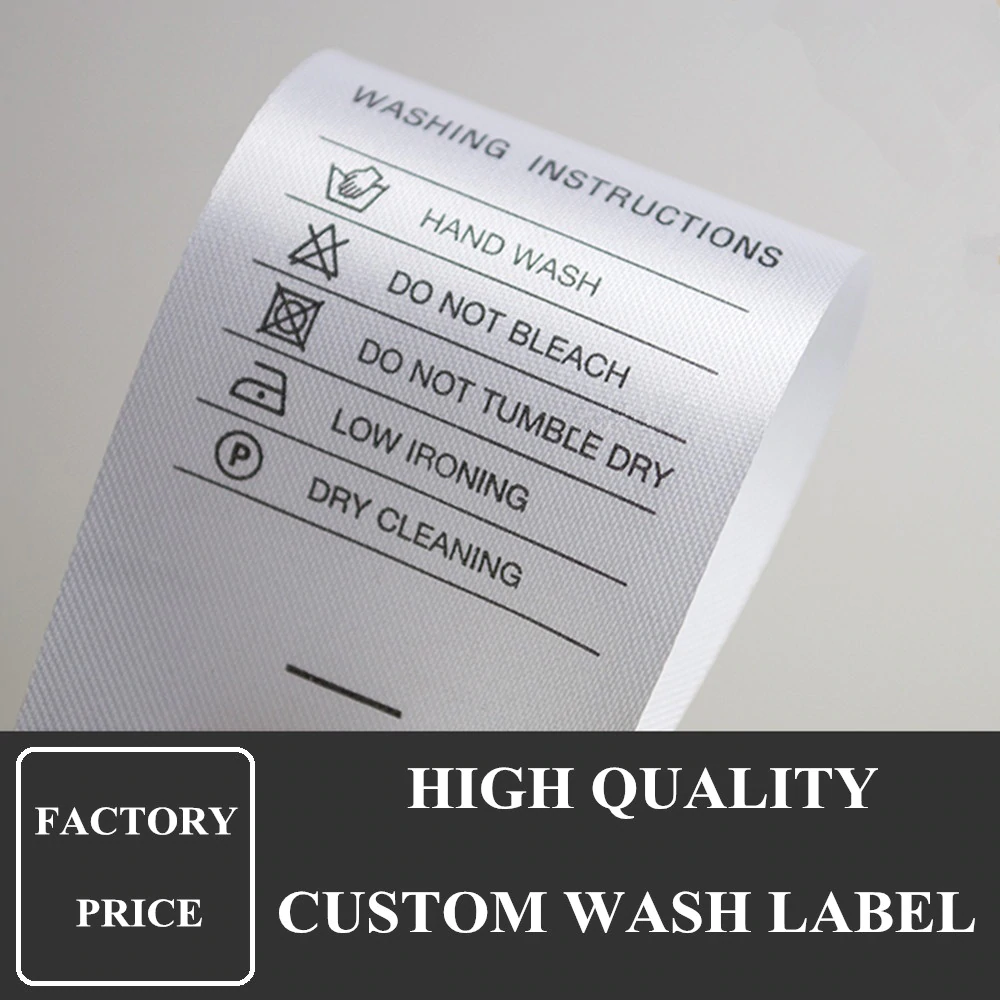 WASHING INSTRUCTIONS
HAND WASH
DO NOT BLEACH
DO NOT TUMBLE DRY
LOW IRONING
P
DRY CLEANING
FACTORY
PRICE
HIGH QUALITY
CUSTOM WASH LABEL